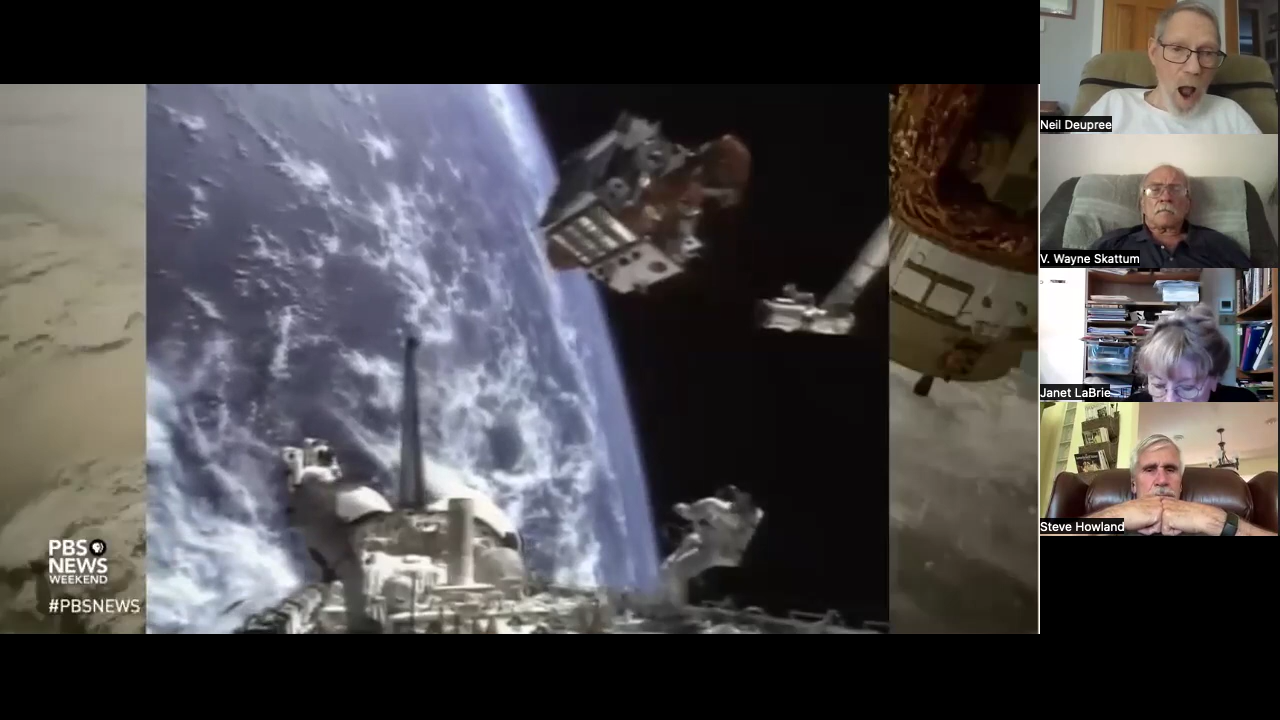 PBS
NEWS
WEEKEND
#PBSNEWS
Neil Deupree
V. Wayne Skattum
Janet LaBrie
Steve Howland